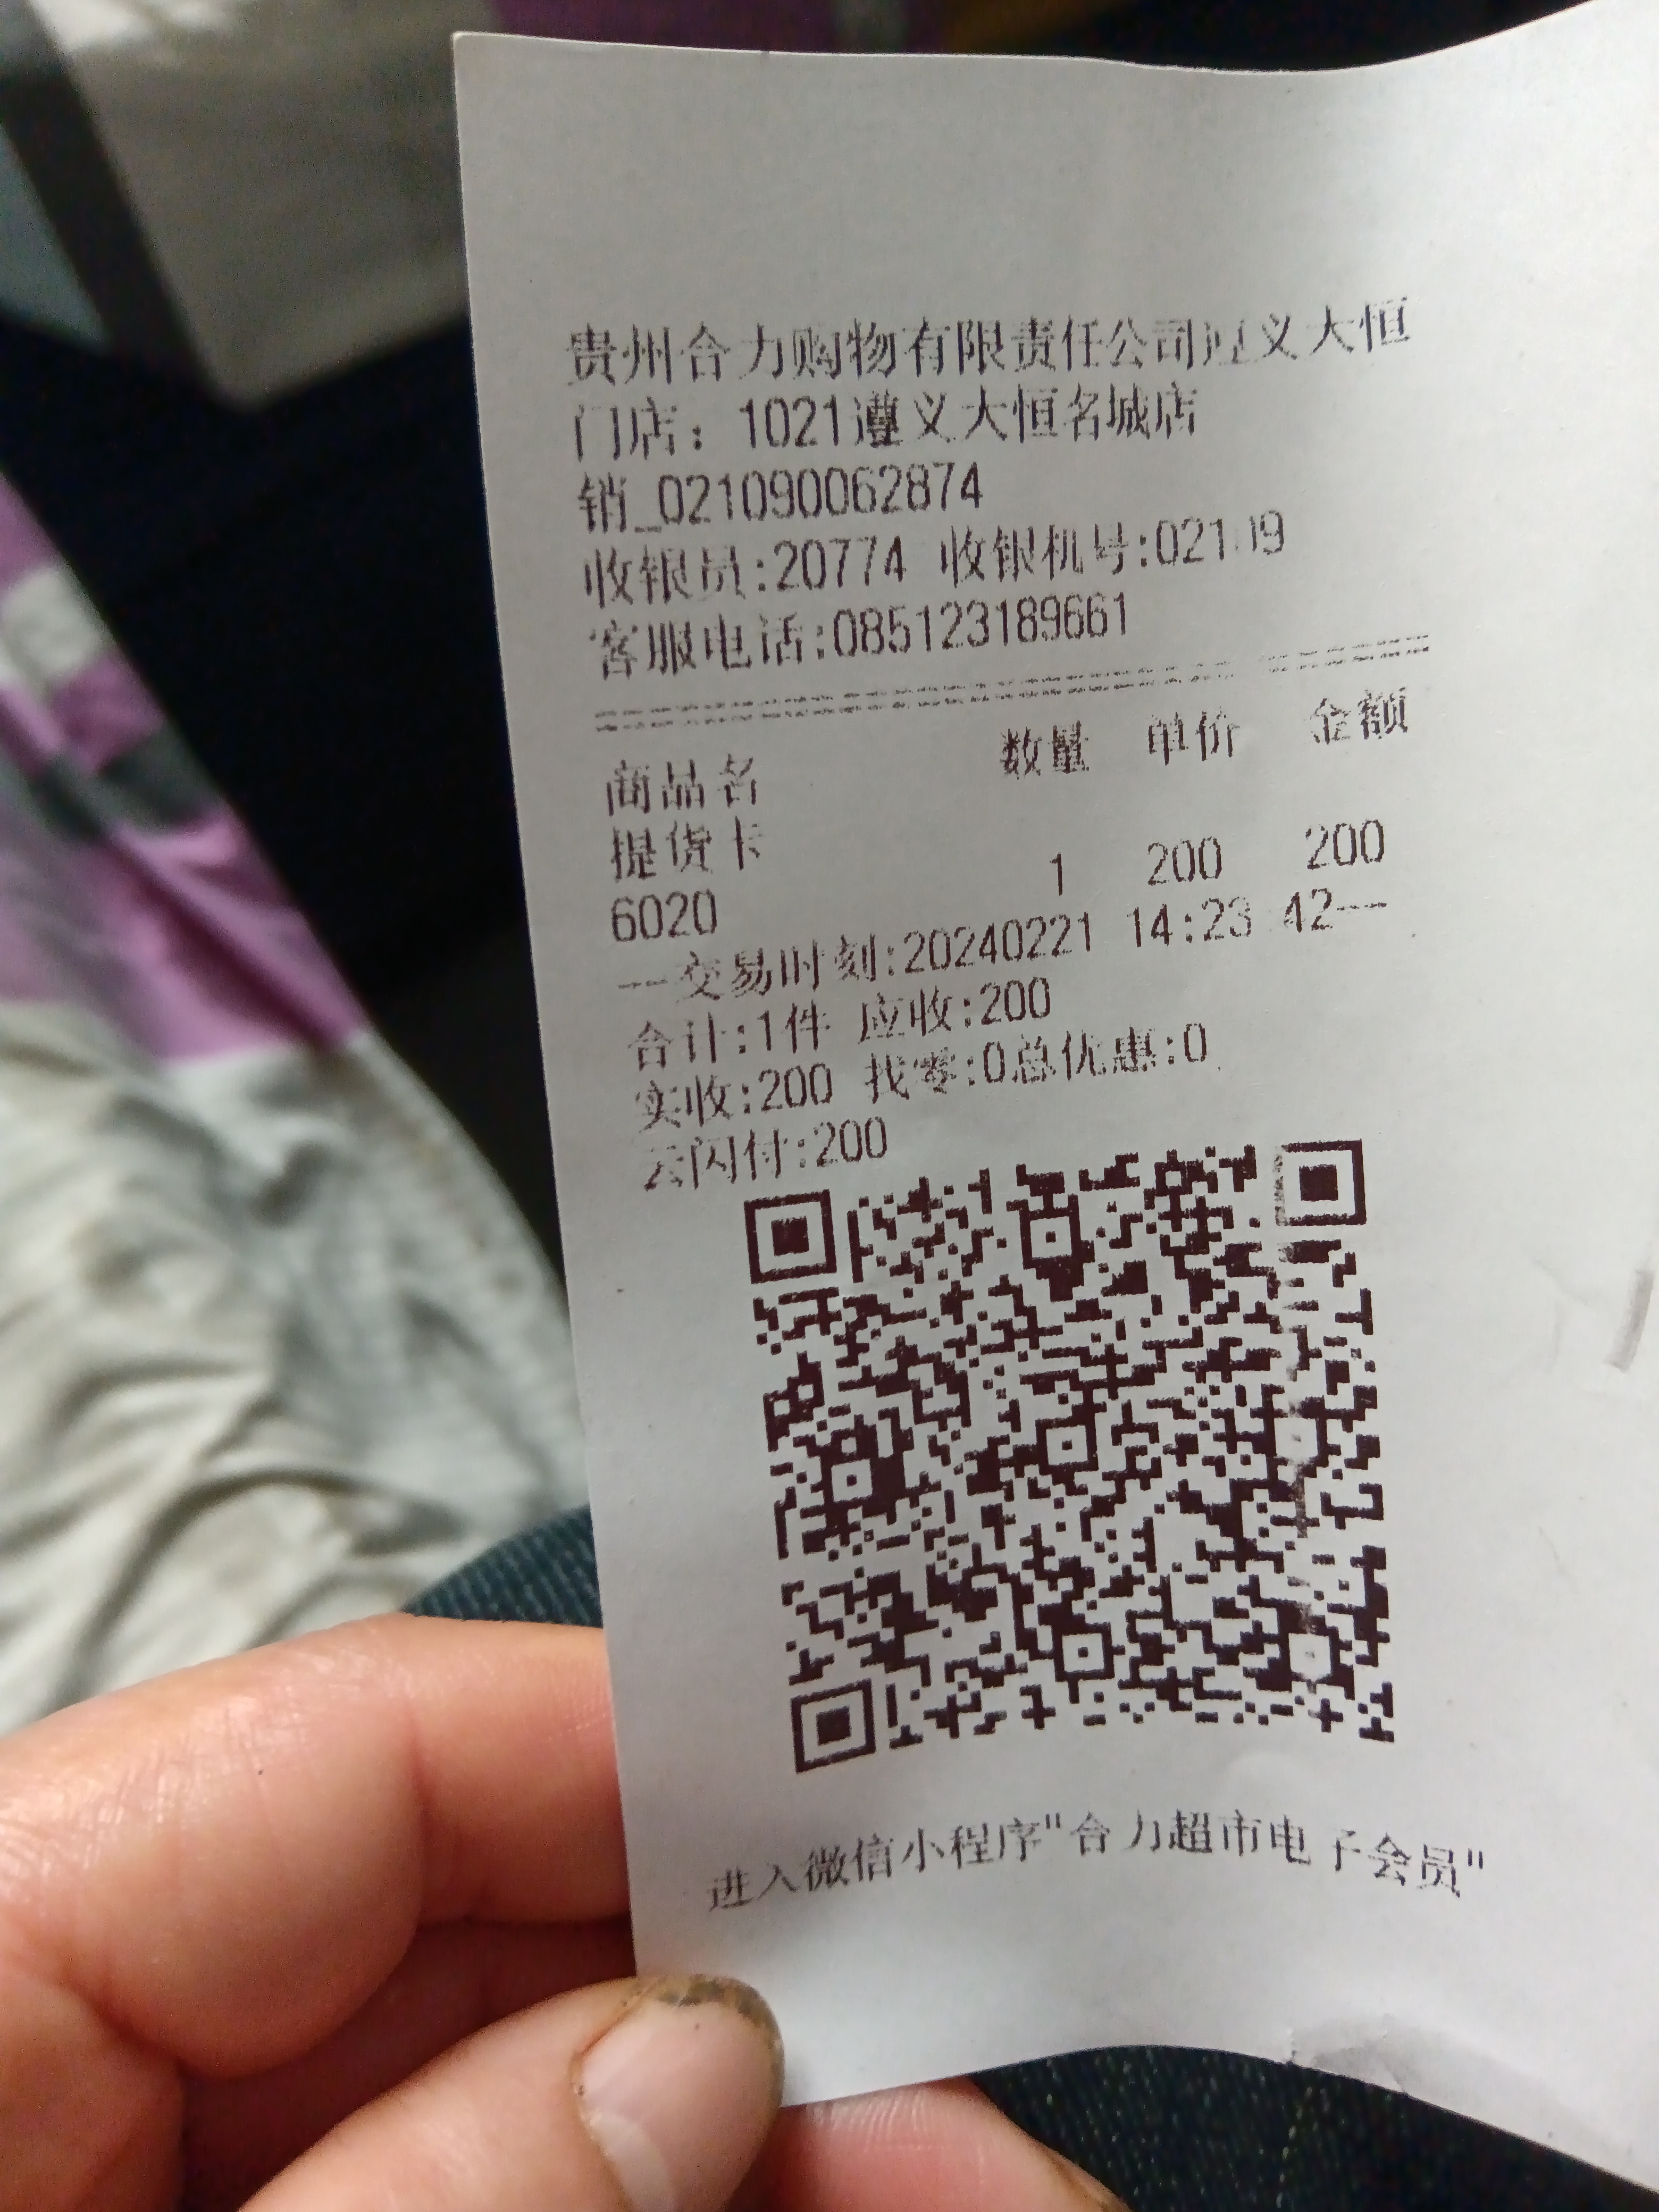 贵州合力购物有限责任公司遵义大恒
门店：1021遵义大恒名城店
销_021090062874
收银员:20774 收银机号:02109
客服电话:085123189661
商品名 数量 单价 金额
提货卡
6020 1 200 200
--交易时刻:20240221 14:23 42--
合计:1件 应收:200
实收:200 找零:0总优惠:0
云闪付:200
进入微信小程序"合力超市电子会员"